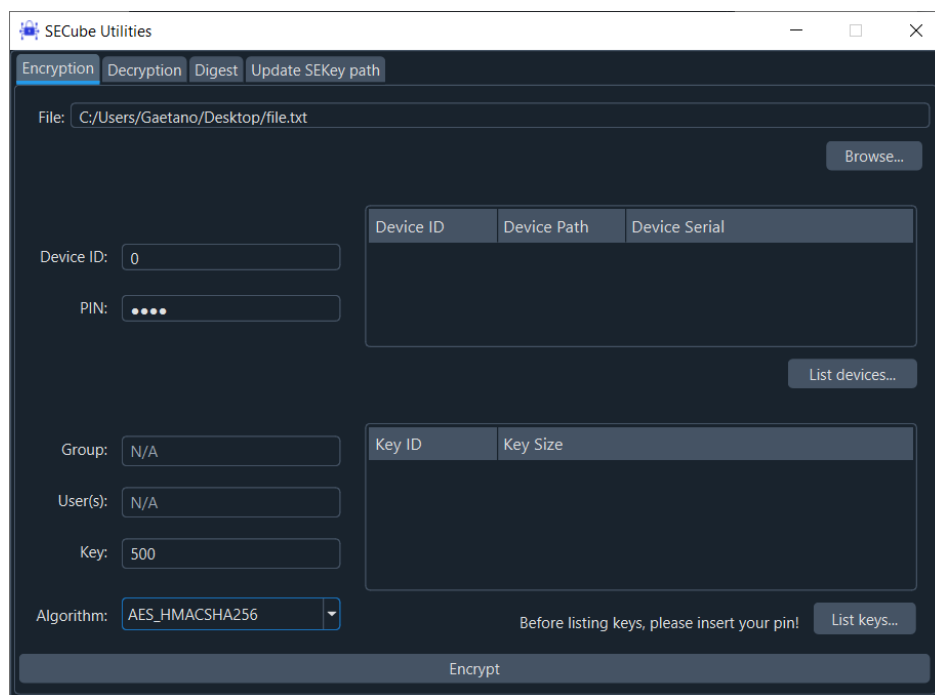 SECube Utilities
Encryption Decryption Digest Update SEKey path
File: C:/Users/Gaetano/Desktop/file.txt
Browse...
Device ID Device Path Device Serial
Device ID: 0
PIN: ●●●●
List devices...
Key ID Key Size
Group: N/A
User(s): N/A
Key: 500
Algorithm: AES_HMACSHA256
Before listing keys, please insert your pin! List keys...
Encrypt